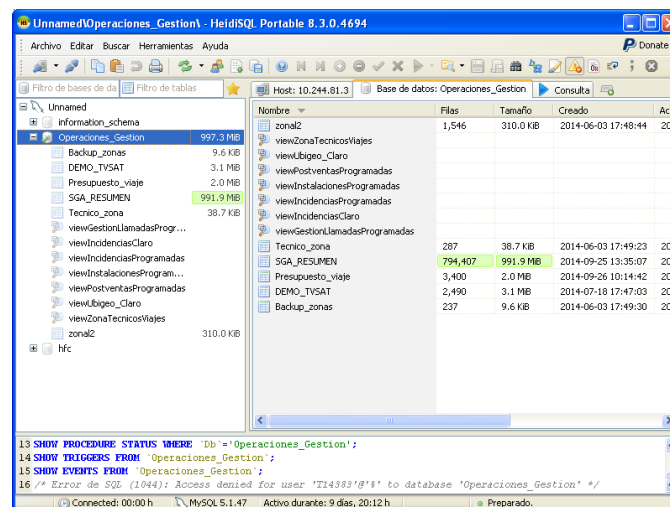 Unnamed\Operaciones_Gestion\ - HeidiSQL Portable 8.3.0.4694
Archivo Editar Buscar Herramientas Ayuda
Donate
Filtro de bases de da Filtro de tablas
Host: 10.244.81.3 Base de datos: Operaciones_Gestion Consulta
Unnamed
information_schema
Operaciones_Gestion 997.3 MiB
Backup_zonas 9.6 KiB
DEMO_TVSAT 3.1 MiB
Presupuesto_viaje 2.0 MiB
SGA_RESUMEN 991.9 MiB
Tecnico_zona 38.7 KiB
viewGestionLlamadasProgr...
viewIncidenciasClaro
viewIncidenciasProgramadas
viewInstalacionesProgram...
viewPostventasProgramadas
viewUbigeo_Claro
viewZonaTecnicosViajes
zonal2 310.0 KiB
hfc
Nombre Filas Tamaño Creado Ac
zonal2 1,546 310.0 KiB 2014-06-03 17:48:44 20
viewZonaTecnicosViajes
viewUbigeo_Claro
viewPostventasProgramadas
viewInstalacionesProgramadas
viewIncidenciasProgramadas
viewIncidenciasClaro
viewGestionLlamadasProgramadas
Tecnico_zona 287 38.7 KiB 2014-06-03 17:49:23 20
SGA_RESUMEN 794,407 991.9 MiB 2014-09-25 13:35:07 20
Presupuesto_viaje 3,400 2.0 MiB 2014-09-26 10:14:42 20
DEMO_TVSAT 2,490 3.1 MiB 2014-07-18 17:47:03 20
Backup_zonas 237 9.6 KiB 2014-06-03 17:49:30 20
13 SHOW PROCEDURE STATUS WHERE `Db`='Operaciones_Gestion';
14 SHOW TRIGGERS FROM `Operaciones_Gestion`;
15 SHOW EVENTS FROM `Operaciones_Gestion`;
16 /* Error de SQL (1044): Access denied for user 'T14383'@'%' to database 'Operaciones_Gestion' */
Connected: 00:00 h MySQL 5.1.47 Activo durante: 9 días, 20:12 h Preparado.